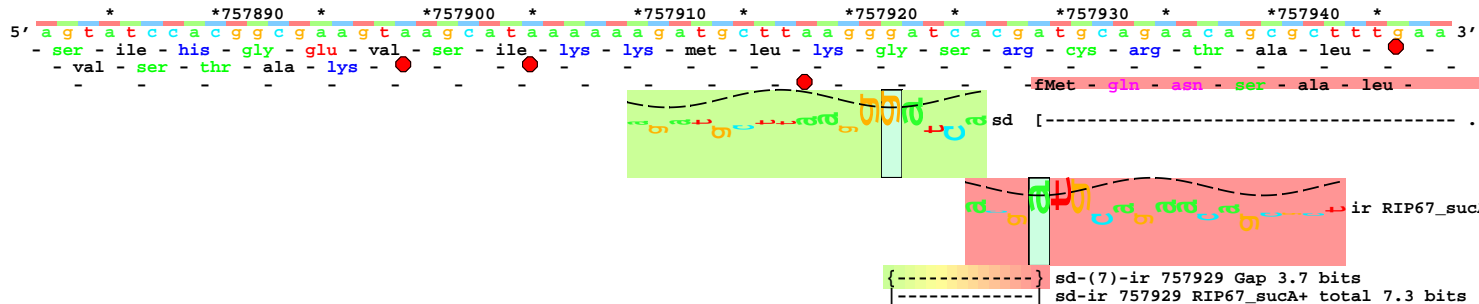 * *757890 * *757900 * *757910 * *757920 * *757930 * *757940 *
5' a g t a t c c a c g g c g a a g t a a g c a t a a a a a a g a t g c t t a a g g g a t c a c g a t g c a g a a c a g c g c t t t g a a
- ser - ile - his - gly - glu - val - ser - ile - lys - lys - met - leu - lys - gly - ser - arg - cys - arg - thr - ala - leu - -
- val - ser - thr - ala - lys - - - - - - - - - - - - - - - - -
- - - - - - - - - - - - - - - -fMet - gln - asn - ser - ala - leu -
a g a t g c t t a a g g g a t c a sd [---------------------------------- .
a c g a t g c a g a a c a g c g c t t ir RIP67_suc
{-------------} sd-(7)-ir 757929 Gap 3.7 bits
|-------------| sd-ir 757929 RIP67_sucA+ total 7.3 bits